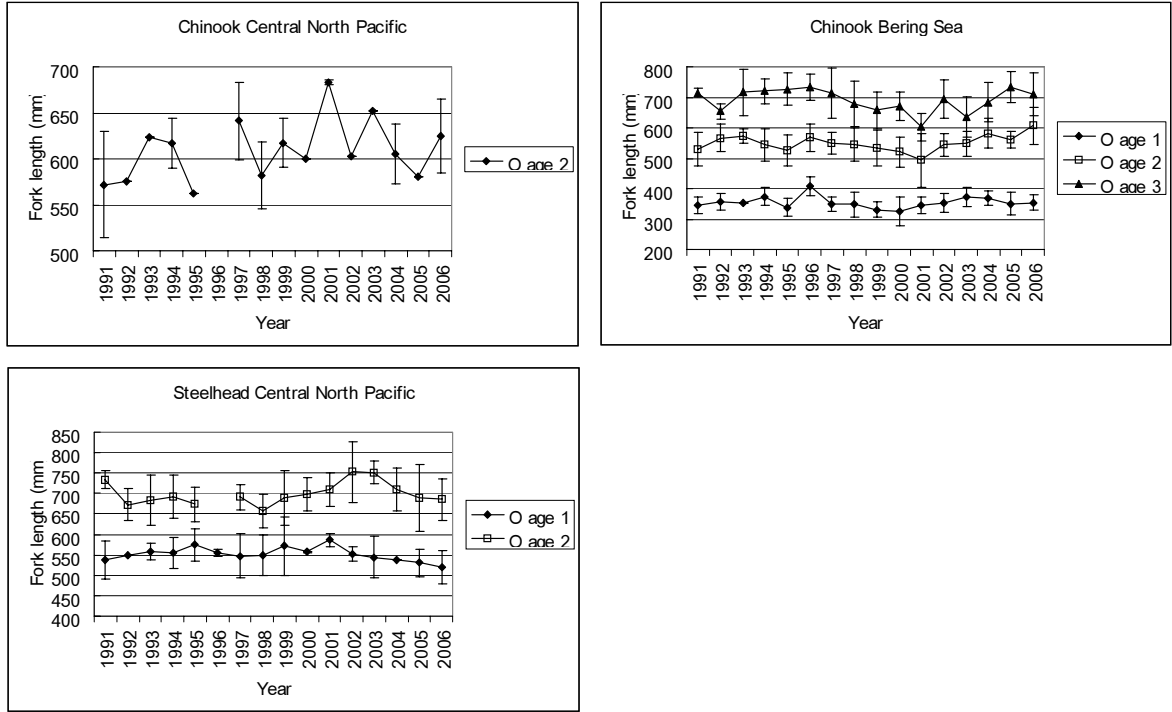 Chinook Central North Pacific
700
650
600
550
500
Fork length (mm)
1991 1992 1993 1994 1995 1996 1997 1998 1999 2000 2001 2002 2003 2004 2005 2006
Year
O age 2
Chinook Bering Sea
800
700
600
500
400
300
200
Fork length (mm)
1991 1992 1993 1994 1995 1996 1997 1998 1999 2000 2001 2002 2003 2004 2005 2006
Year
O age 1
O age 2
O age 3
Steelhead Central North Pacific
850
800
750
700
650
600
550
500
450
400
Fork length (mm
1991 1992 1993 1994 1995 1996 1997 1998 1999 2000 2001 2002 2003 2004 2005 2006
Year
O age 1
O age 2